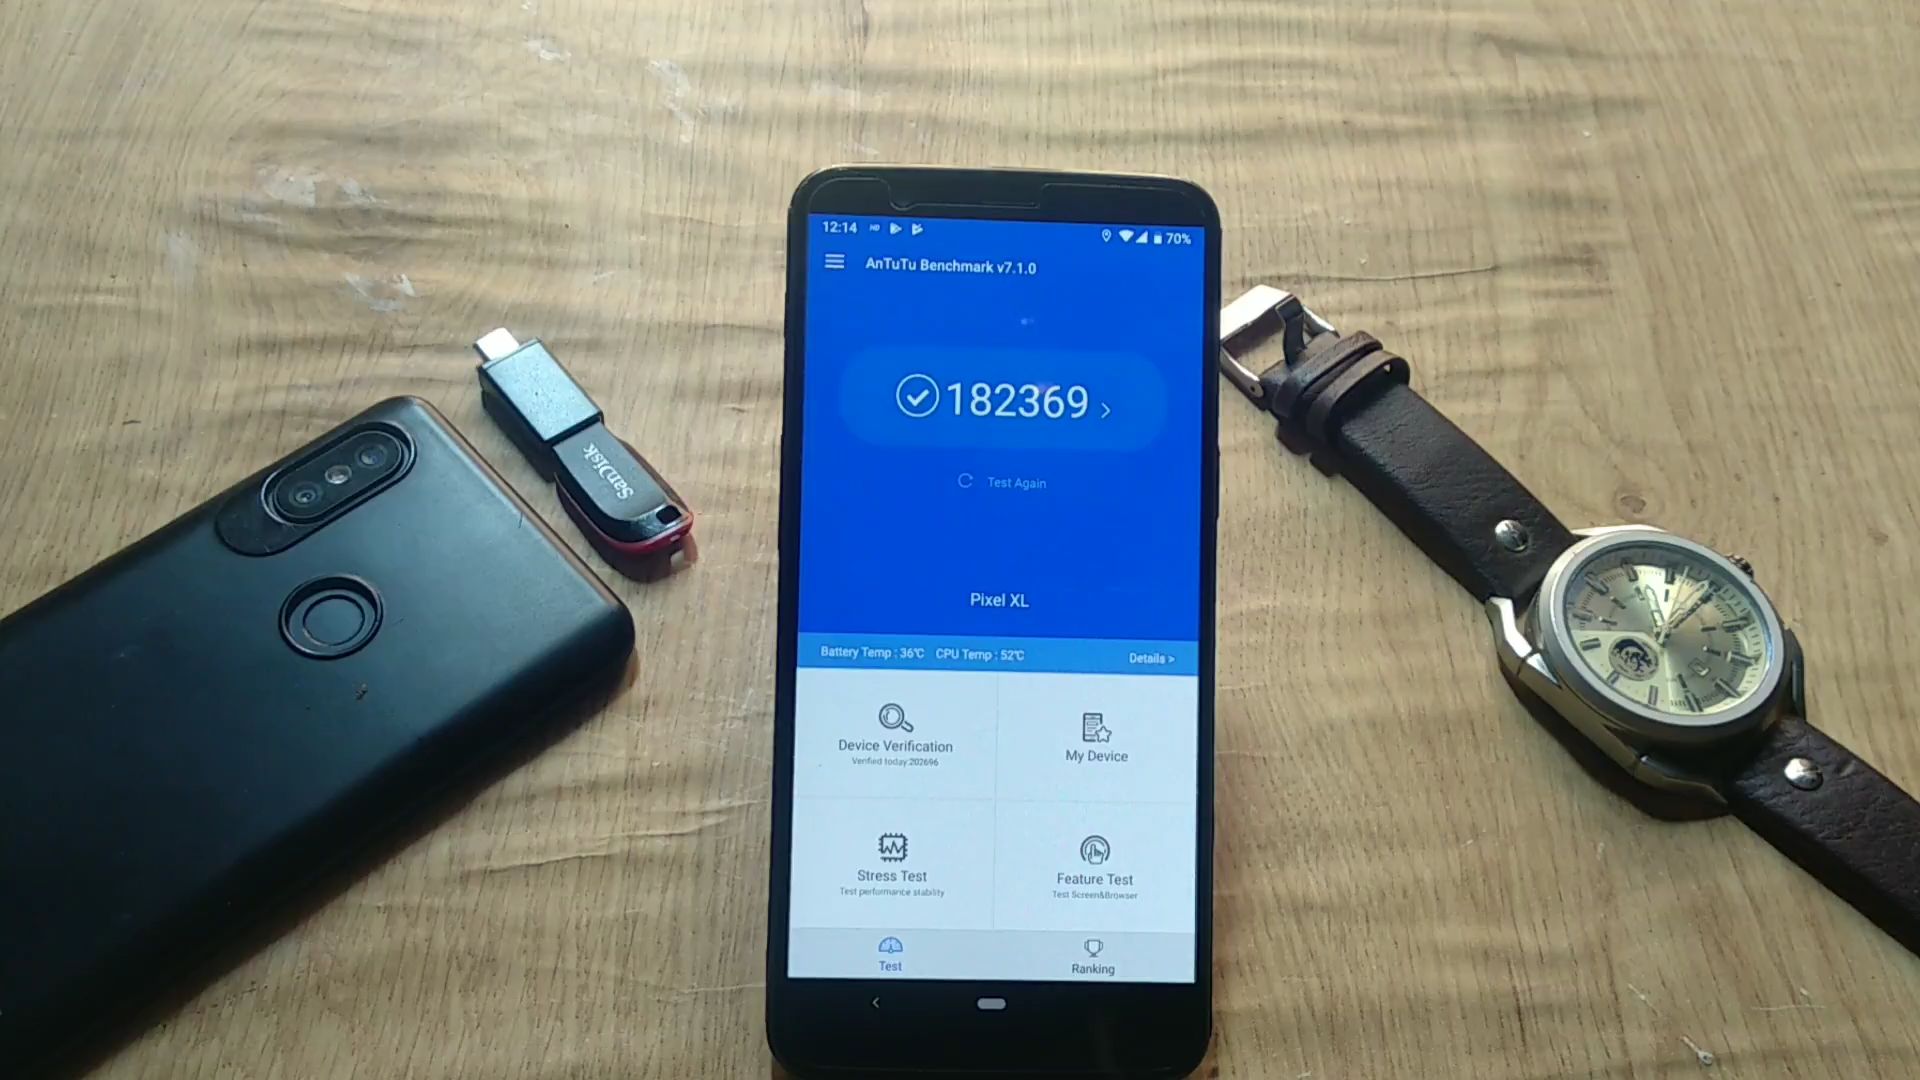 12:14 HD 70%
AnTuTu Benchmark v7.1.0
182369 >
Test Again
Pixel XL
Battery Temp : 36℃ CPU Temp : 52℃ Details >
Device Verification
Verified today:202696
My Device
Stress Test
Test performance stability
Feature Test
Test Screen&Browser
Test
Ranking
SanDisk